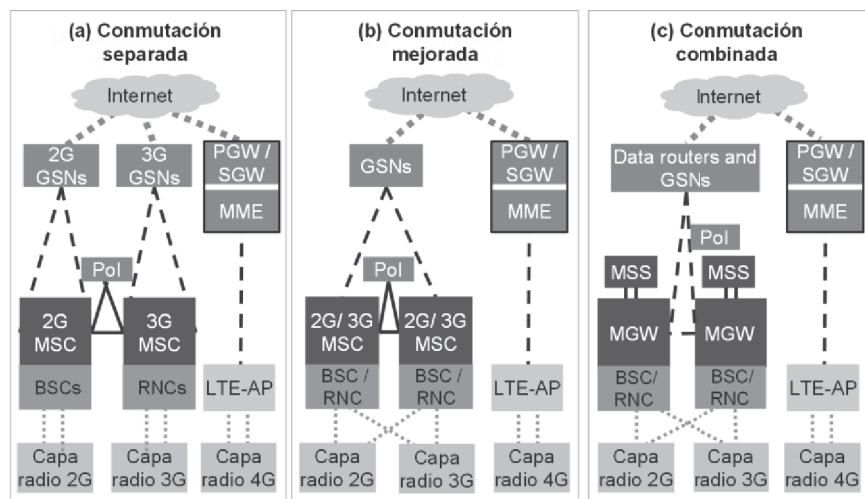 (a) Conmutación
separada
Internet
2G
GSNs
3G
GSNs
PGW /
SGW
MME
PoI
2G
MSC
3G
MSC
BSCs
RNCs
LTE-AP
Capa
radio 2G
Capa
radio 3G
Capa
radio 4G
(b) Conmutación
mejorada
Internet
GSNs
PGW /
SGW
MME
PoI
2G/ 3G
MSC
2G/ 3G
MSC
BSC /
RNC
BSC /
RNC
LTE-AP
Capa
radio 2G
Capa
radio 3G
Capa
radio 4G
(c) Conmutación
combinada
Internet
Data routers and
GSNs
PGW /
SGW
MME
PoI
MSS
MSS
MGW
MGW
BSC/
RNC
BSC/
RNC
LTE-AP
Capa
radio 2G
Capa
radio 3G
Capa
radio 4G